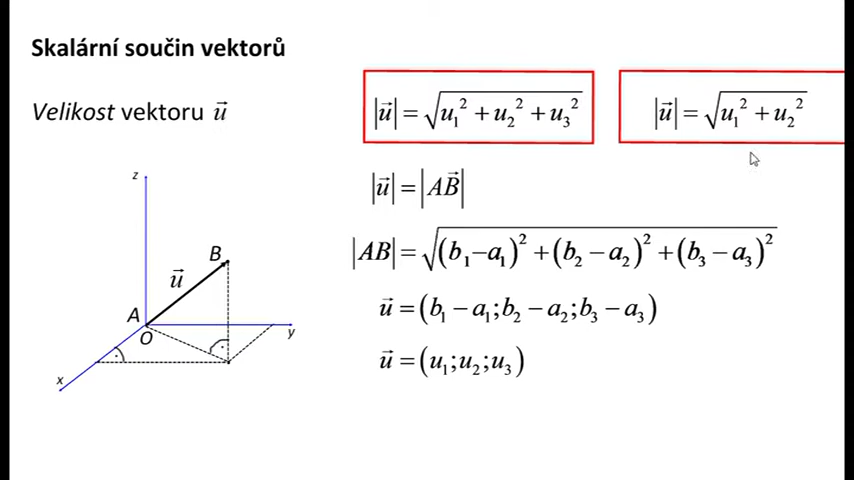 Skalární součin vektorů
Velikost vektoru u⃗
|u⃗| = √(u₁² + u₂² + u₃²)
|u⃗| = √(u₁² + u₂²)
|u⃗| = |AB⃗|
|AB| = √((b₁−a₁)² + (b₂ − a₂)² + (b₃ − a₃)²)
u⃗ = (b₁ − a₁; b₂ − a₂; b₃ − a₃)
u⃗ = (u₁; u₂; u₃)
z
B
u⃗
A
O
y
x